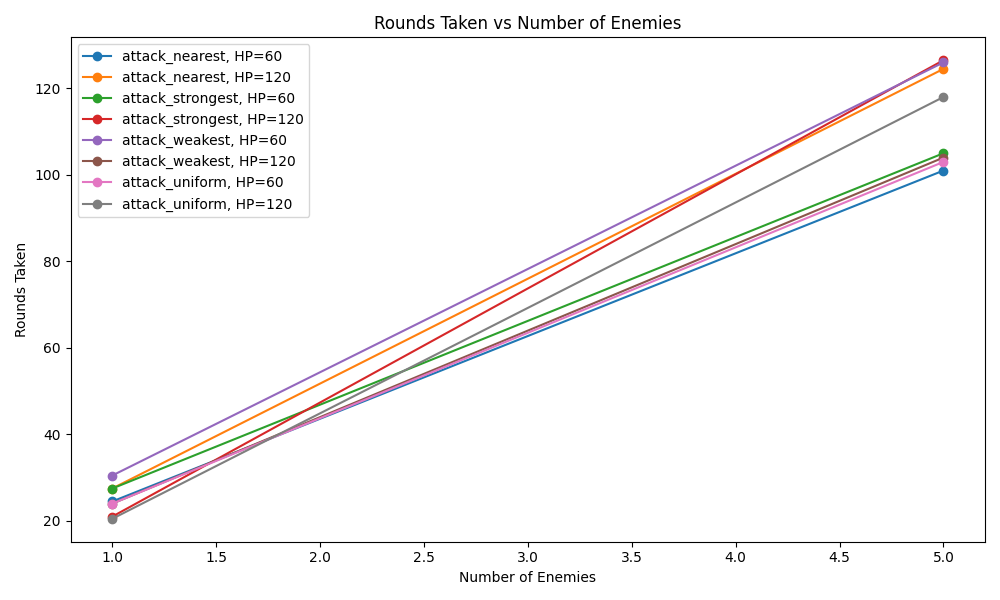 Rounds Taken vs Number of Enemies
attack_nearest, HP=60
attack_nearest, HP=120
attack_strongest, HP=60
attack_strongest, HP=120
attack_weakest, HP=60
attack_weakest, HP=120
attack_uniform, HP=60
attack_uniform, HP=120
Rounds Taken
120
100
80
60
40
20
1.0 1.5 2.0 2.5 3.0 3.5 4.0 4.5 5.0
Number of Enemies